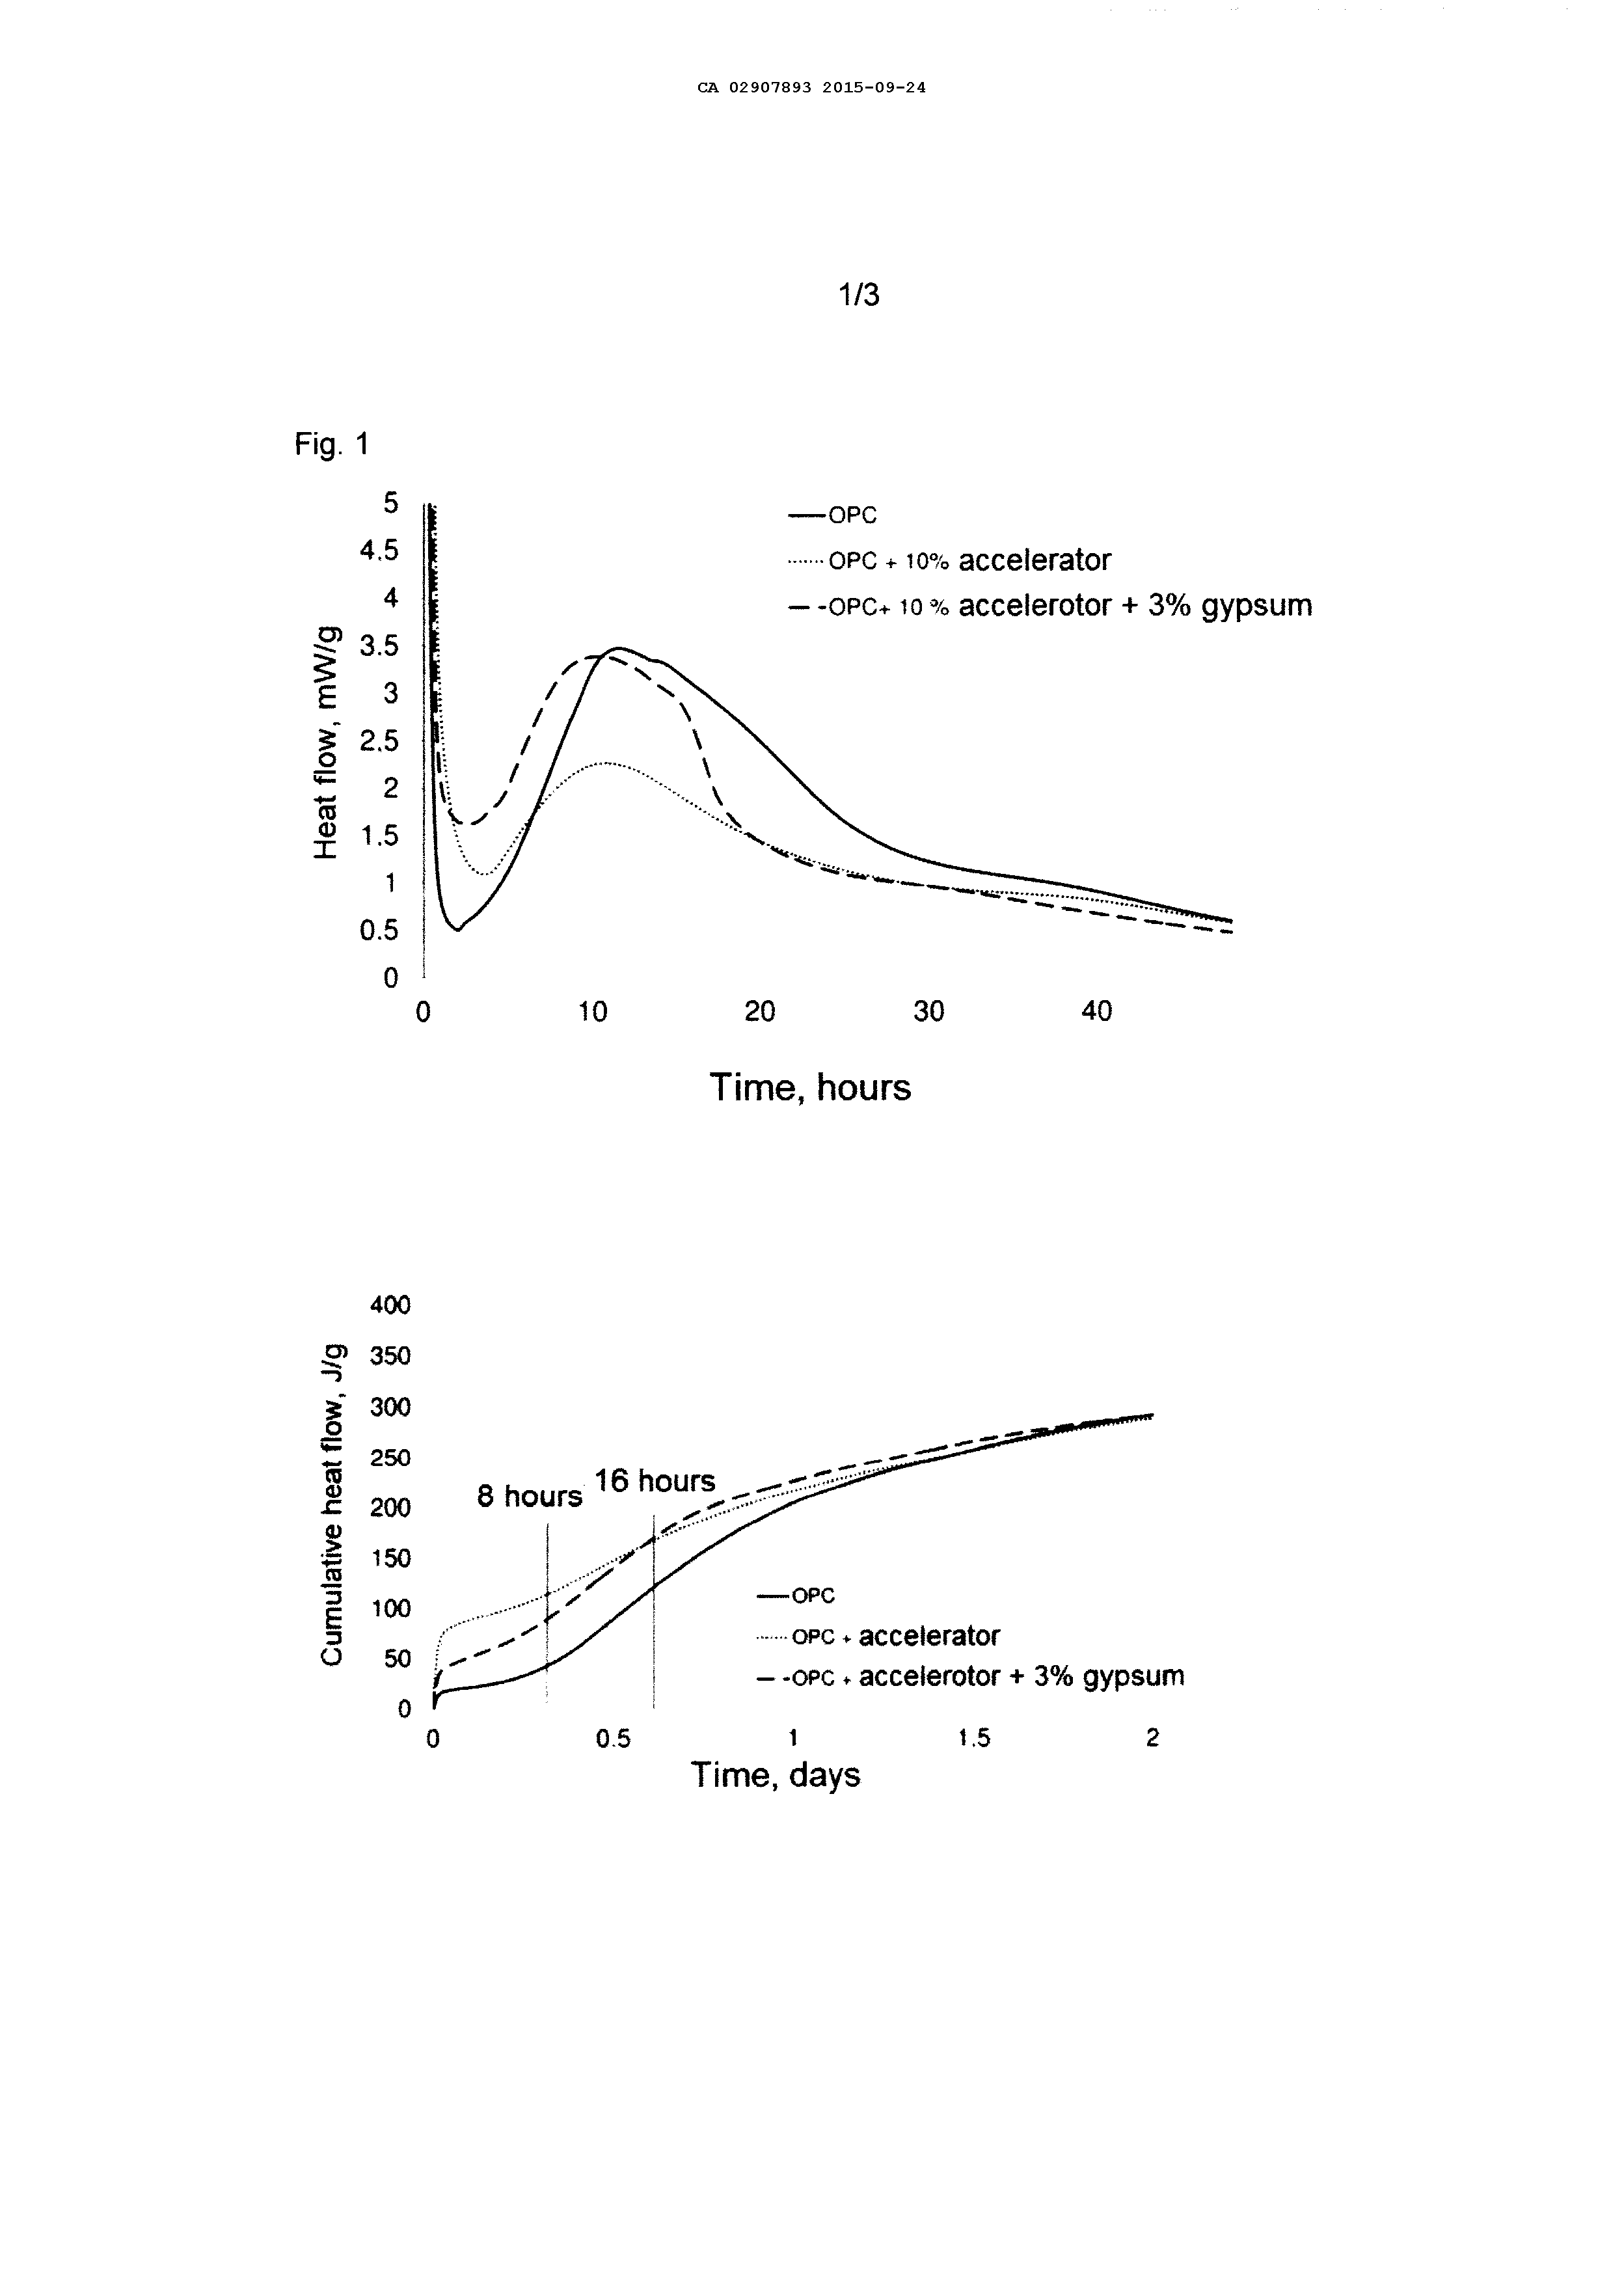 CA 02907893 2015-09-24
1/3
Fig. 1
5
4.5
4
3.5
3
2.5
2
1.5
1
0.5
0
Heat flow, mW/g
OPC
OPC + 10% accelerator
OPC+ 10 % accelerotor + 3% gypsum
0 10 20 30 40
Time, hours
400
350
300
250
200
150
100
50
0
Cumulative heat flow, J/g
8 hours
16 hours
OPC
OPC + accelerator
OPC + accelerotor + 3% gypsum
0 0.5 1 1.5 2
Time, days